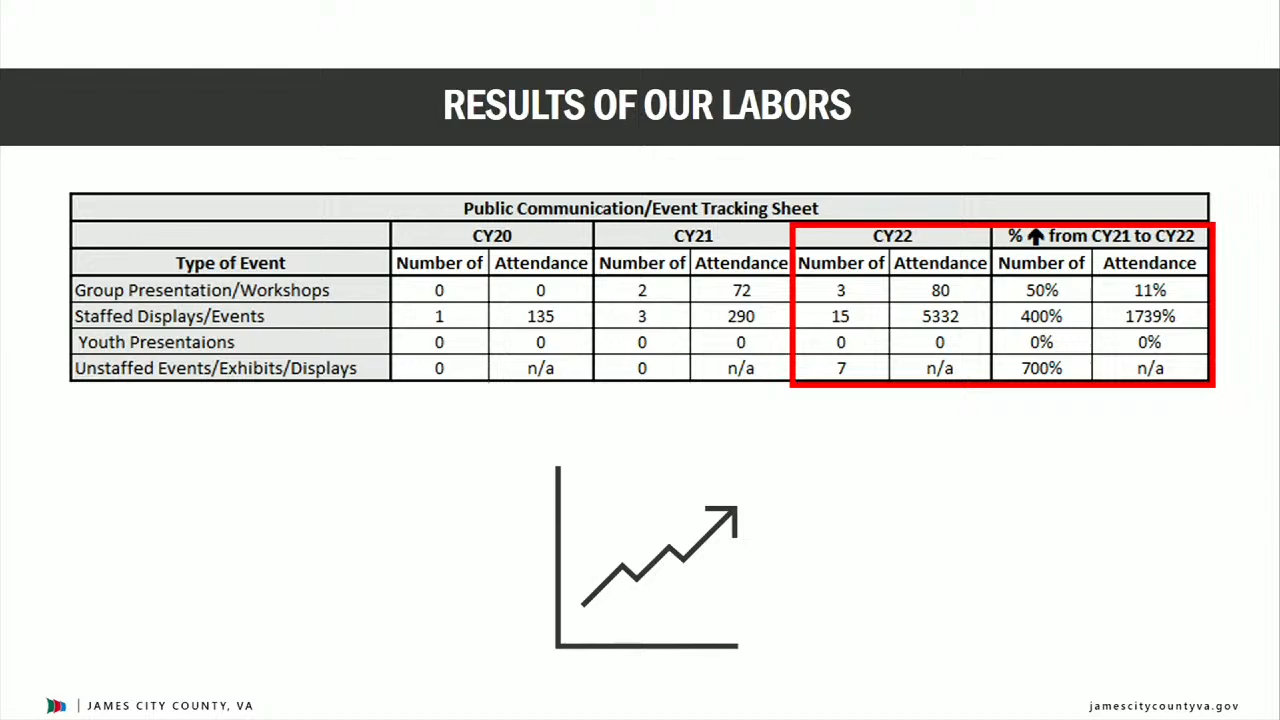 RESULTS OF OUR LABORS
Public Communication/Event Tracking Sheet
CY20 CY21 CY22 % from CY21 to CY22
Type of Event Number of Attendance Number of Attendance Number of Attendance Number of Attendance
Group Presentation/Workshops 0 0 2 72 3 80 50% 11%
Staffed Displays/Events 1 135 3 290 15 5332 400% 1739%
Youth Presentaions 0 0 0 0 0 0 0% 0%
Unstaffed Events/Exhibits/Displays 0 n/a 0 n/a 7 n/a 700% n/a
JAMES CITY COUNTY, VA
jamescitycountyva.gov